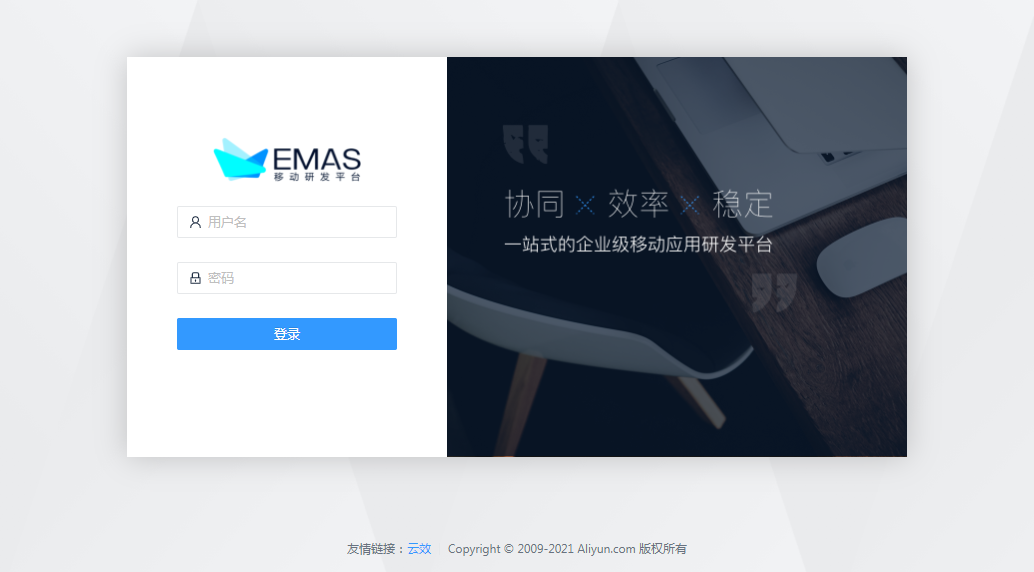 EMAS
移动研发平台
用户名
密码
登录
协同 × 效率 × 稳定
一站式的企业级移动应用研发平台
友情链接：云效 Copyright © 2009-2021 Aliyun.com 版权所有